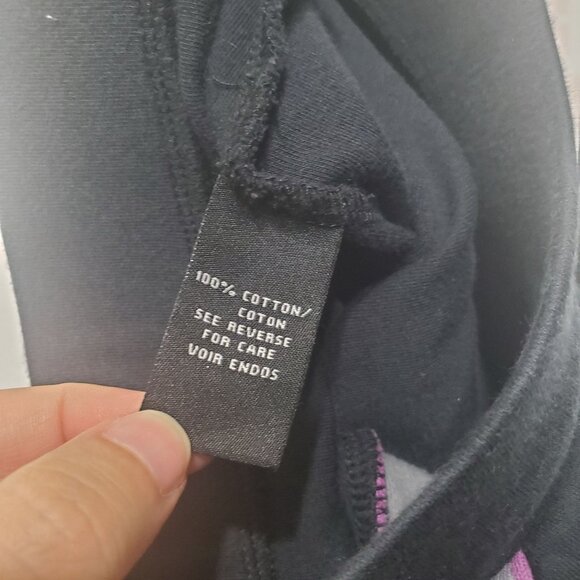 100% COTTON/
COTON
SEE REVERSE
FOR CARE
VOIR ENDOS